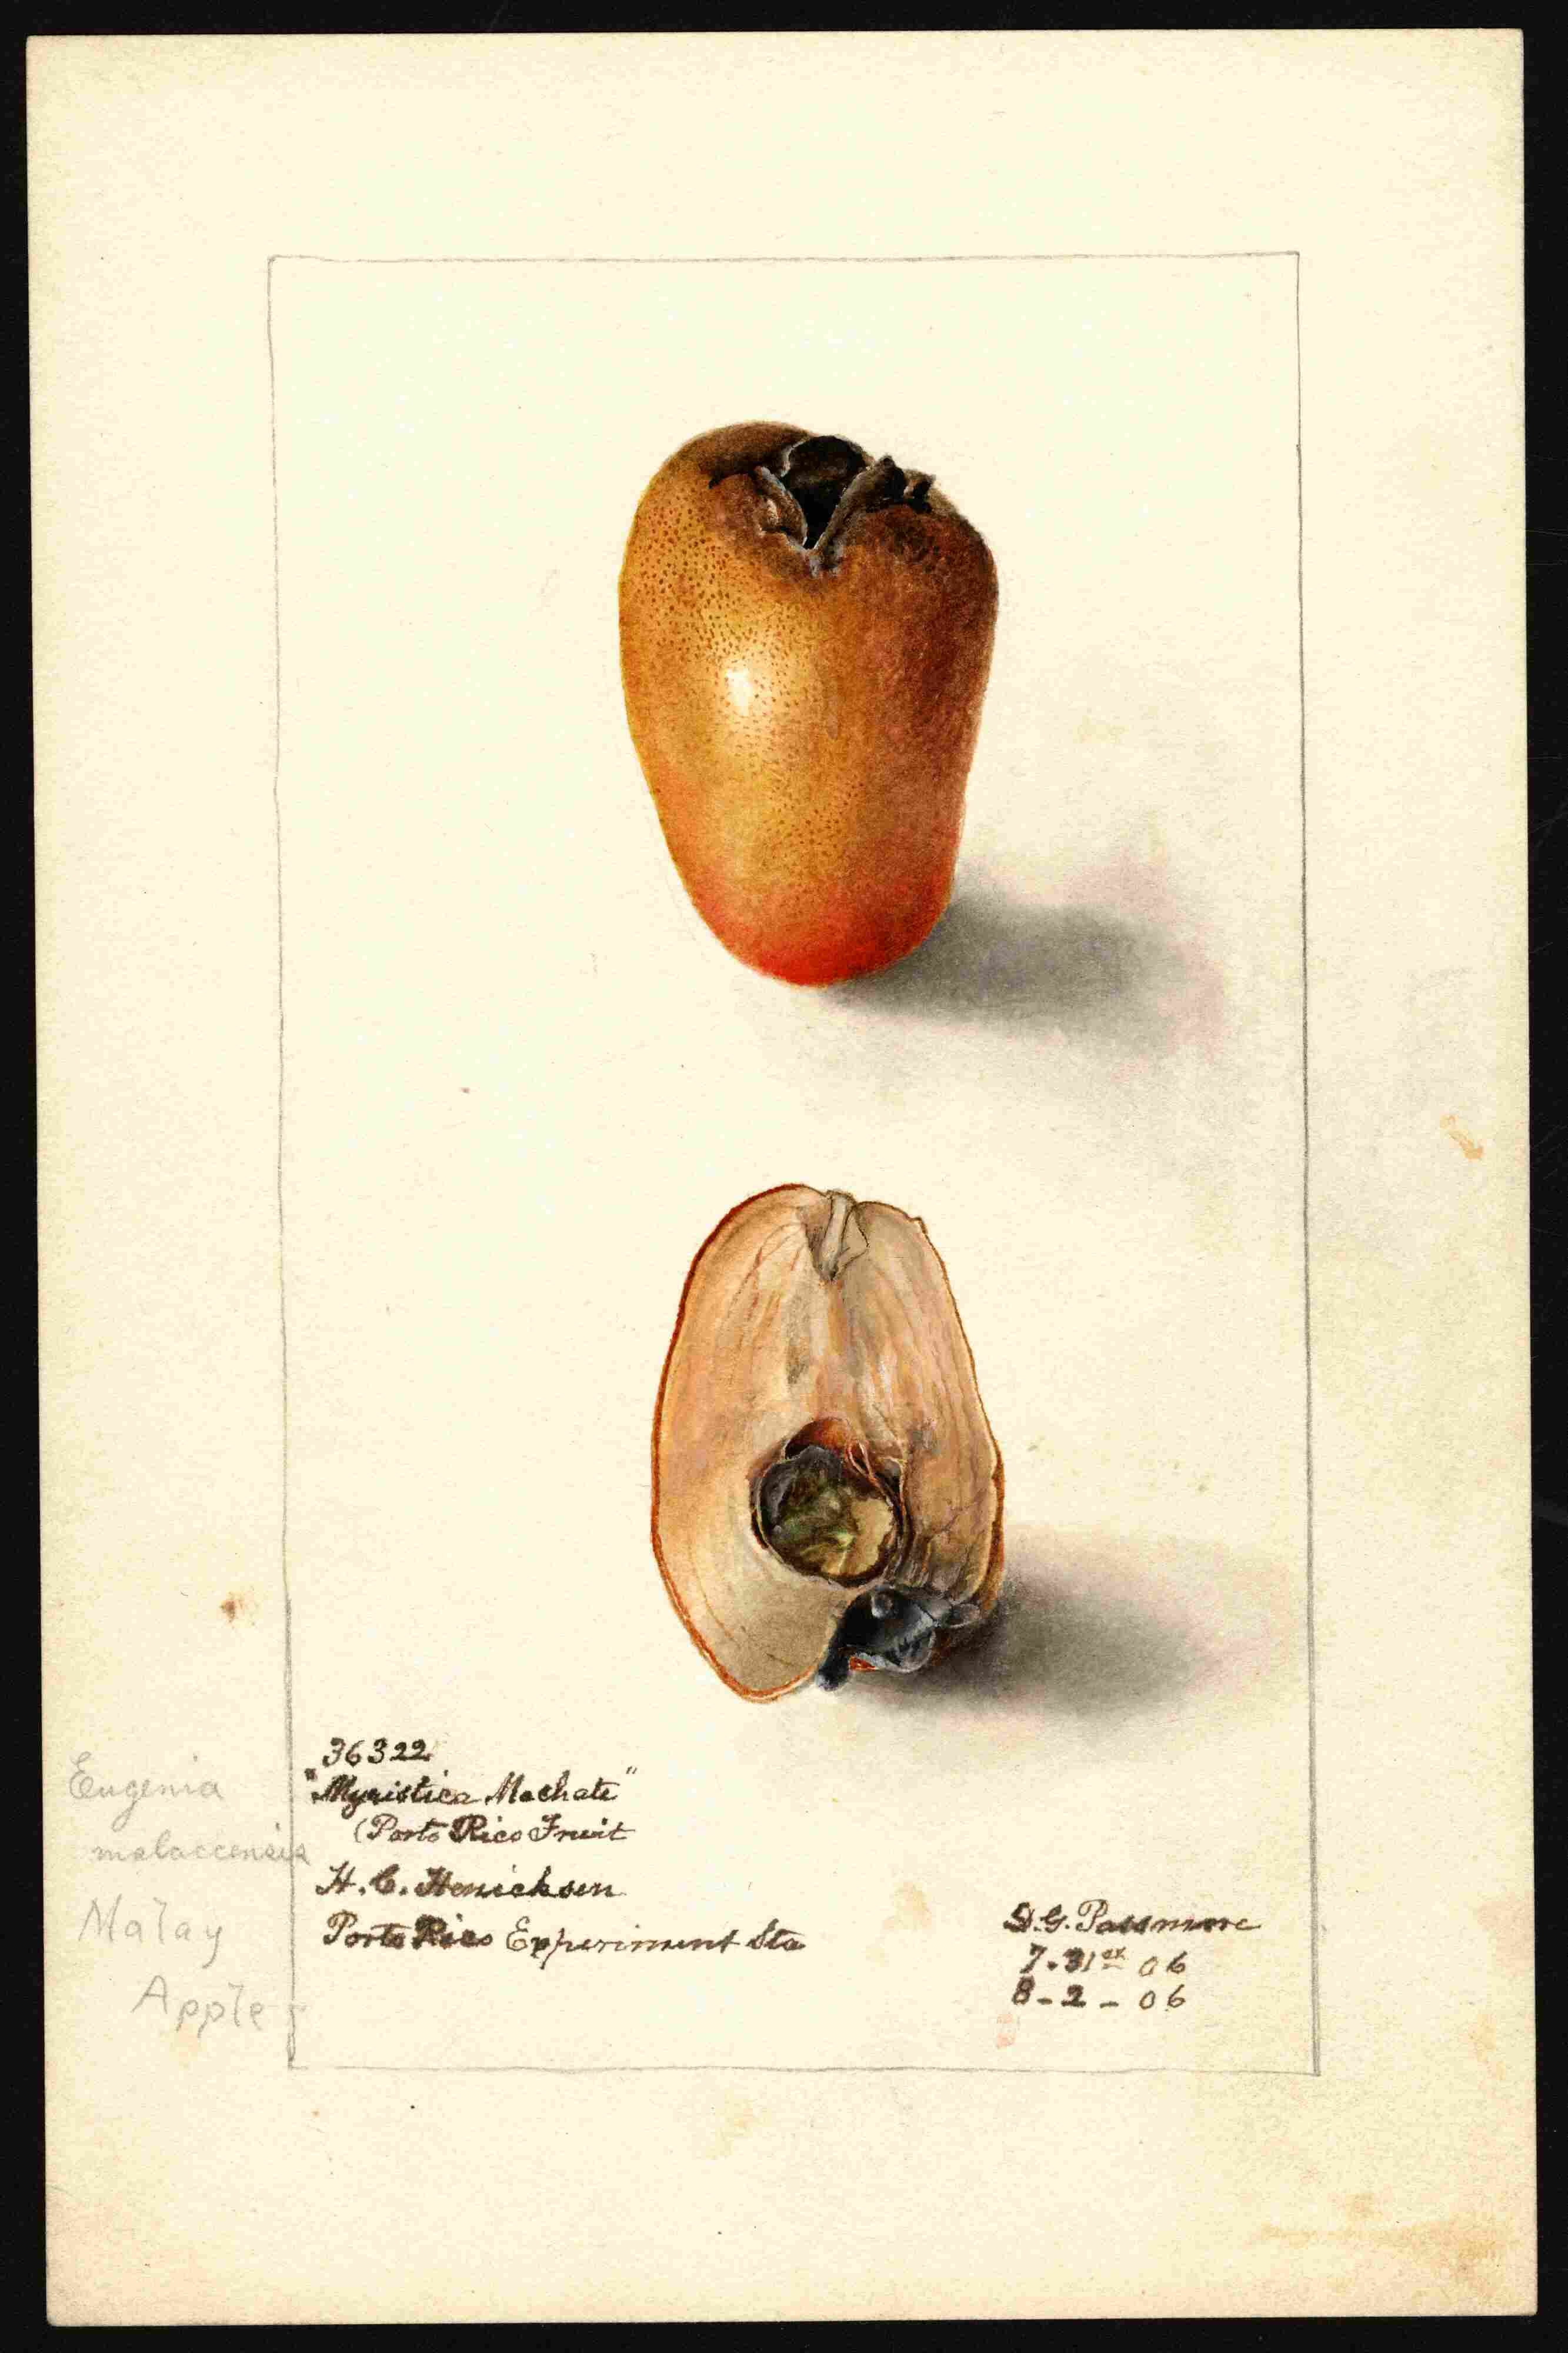 36322
"Myristica Mochate"
(Porto Rico Fruit
H. C. Henicksen
Porto Rico Experiment Sta
Eugenia
malaccensis
Malay
Apple
D. G. Passmore
7.31st 06
8-2-06